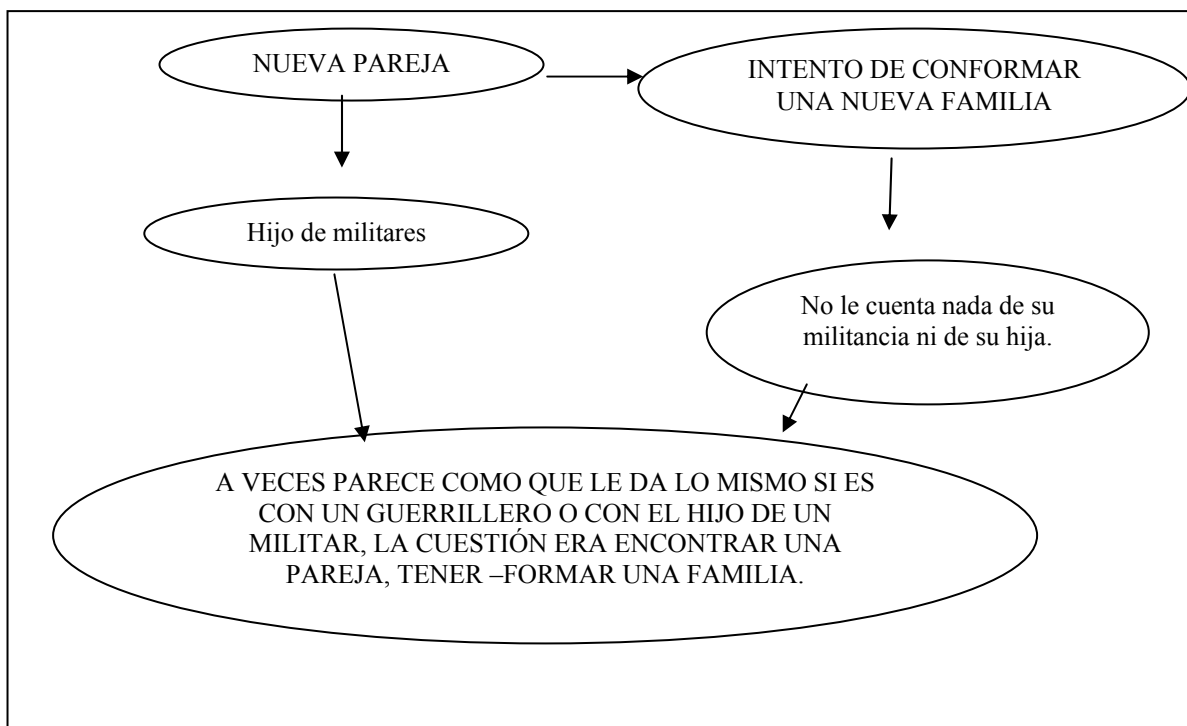 NUEVA PAREJA
INTENTO DE CONFORMAR
UNA NUEVA FAMILIA
Hijo de militares
No le cuenta nada de su
militancia ni de su hija.
A VECES PARECE COMO QUE LE DA LO MISMO SI ES
CON UN GUERRILLERO O CON EL HIJO DE UN
MILITAR, LA CUESTIÓN ERA ENCONTRAR UNA
PAREJA, TENER –FORMAR UNA FAMILIA.